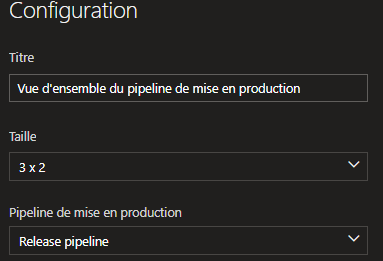 Configuration
Titre
Vue d'ensemble du pipeline de mise en production
Taille
3 x 2
Pipeline de mise en production
Release pipeline